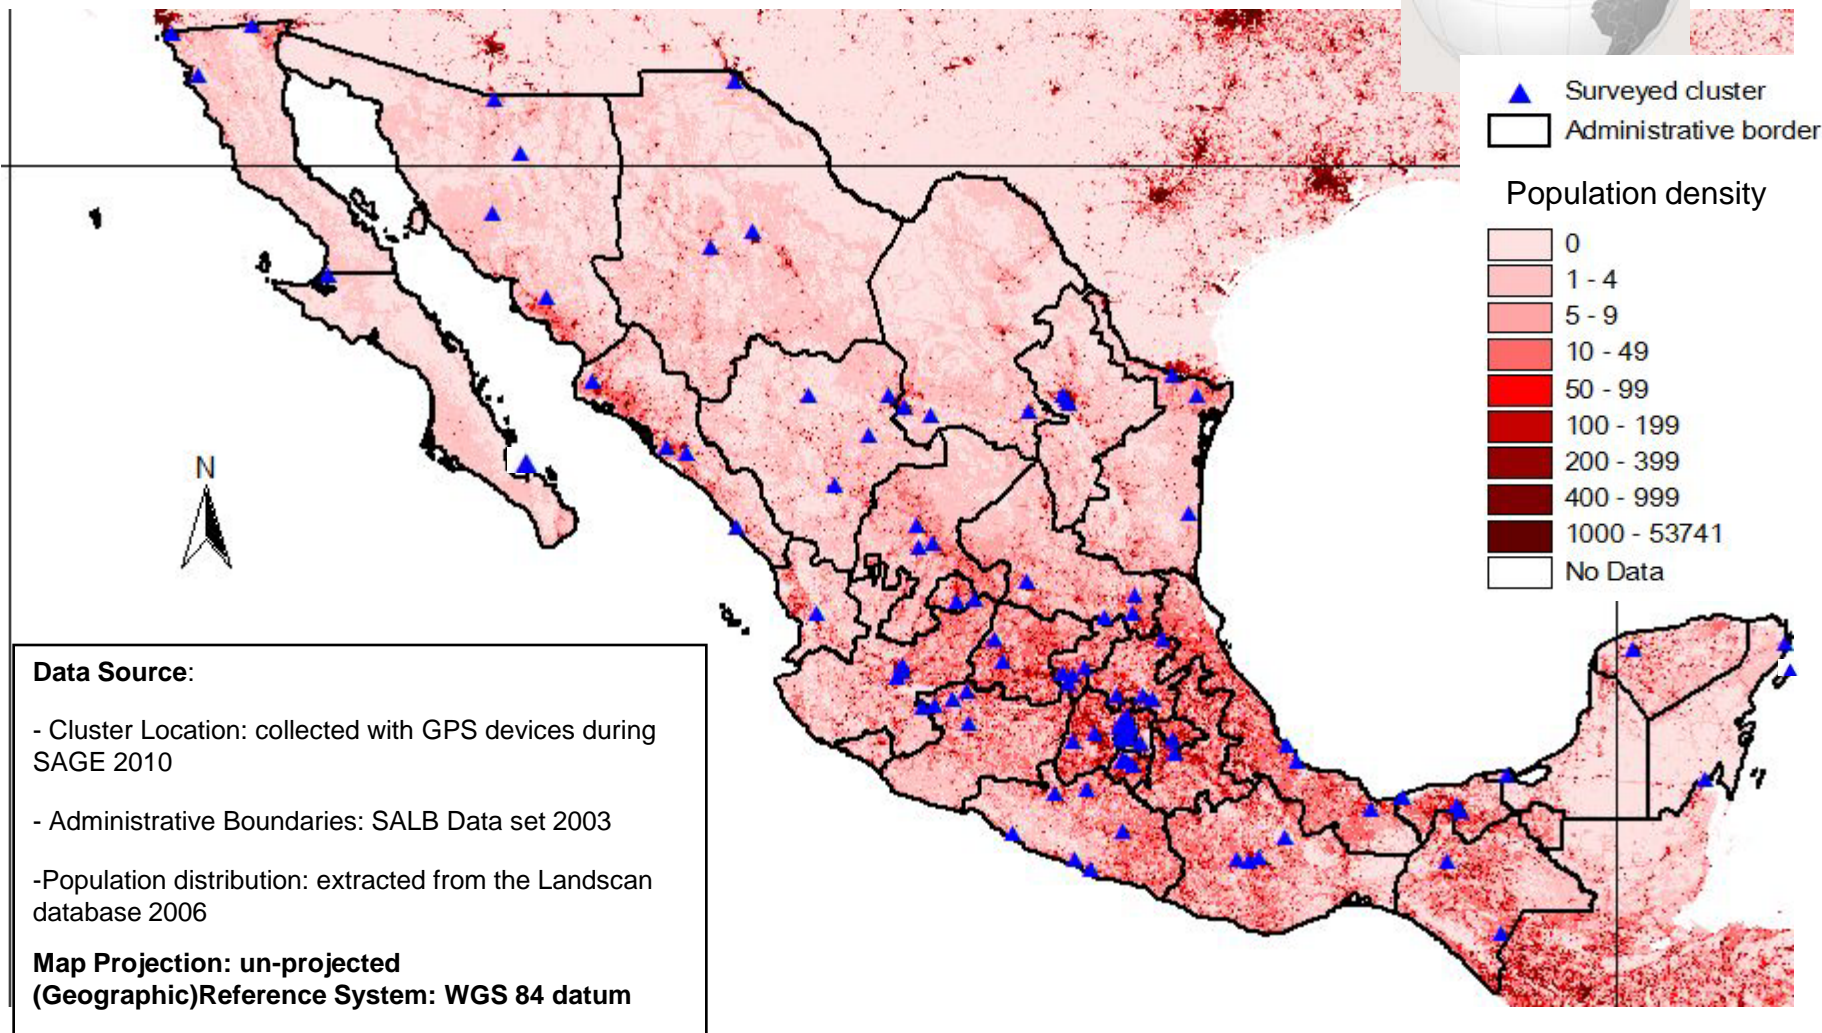 Surveyed cluster
Administrative border
Population density
0
1 - 4
5 - 9
10 - 49
50 - 99
100 - 199
200 - 399
400 - 999
1000 - 53741
No Data
N
Data Source:
- Cluster Location: collected with GPS devices during
SAGE 2010
- Administrative Boundaries: SALB Data set 2003
-Population distribution: extracted from the Landscan
database 2006
Map Projection: un-projected
(Geographic)Reference System: WGS 84 datum